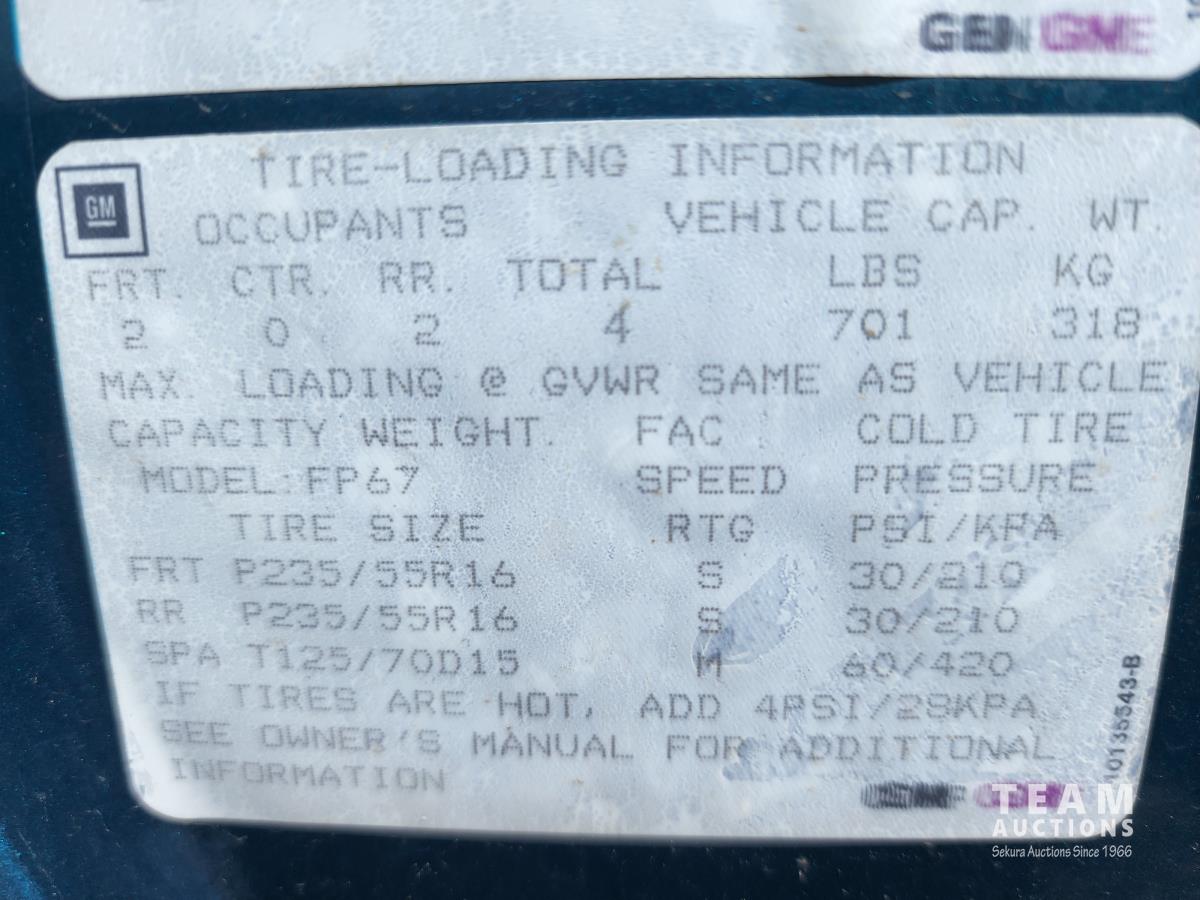 GM
TIRE-LOADING INFORMATION
OCCUPANTS VEHICLE CAP. WT.
FRT. CTR. RR. TOTAL LBS KG
2 0 2 4 701 318
MAX. LOADING @ GVWR SAME AS VEHICLE
CAPACITY WEIGHT. FAC. COLD TIRE
MODEL:FP67 SPEED PRESSURE
TIRE SIZE RTG PSI/KPA
FRT P235/55R16 S 30/210
RR P235/55R16 S 30/210
SPA T125/70D15 M 60/420
IF TIRES ARE HOT, ADD 4PSI/28KPA
SEE OWNER'S MANUAL FOR ADDITIONAL
INFORMATION
TEAM
AUCTIONS
Sekura Auctions Since 1966